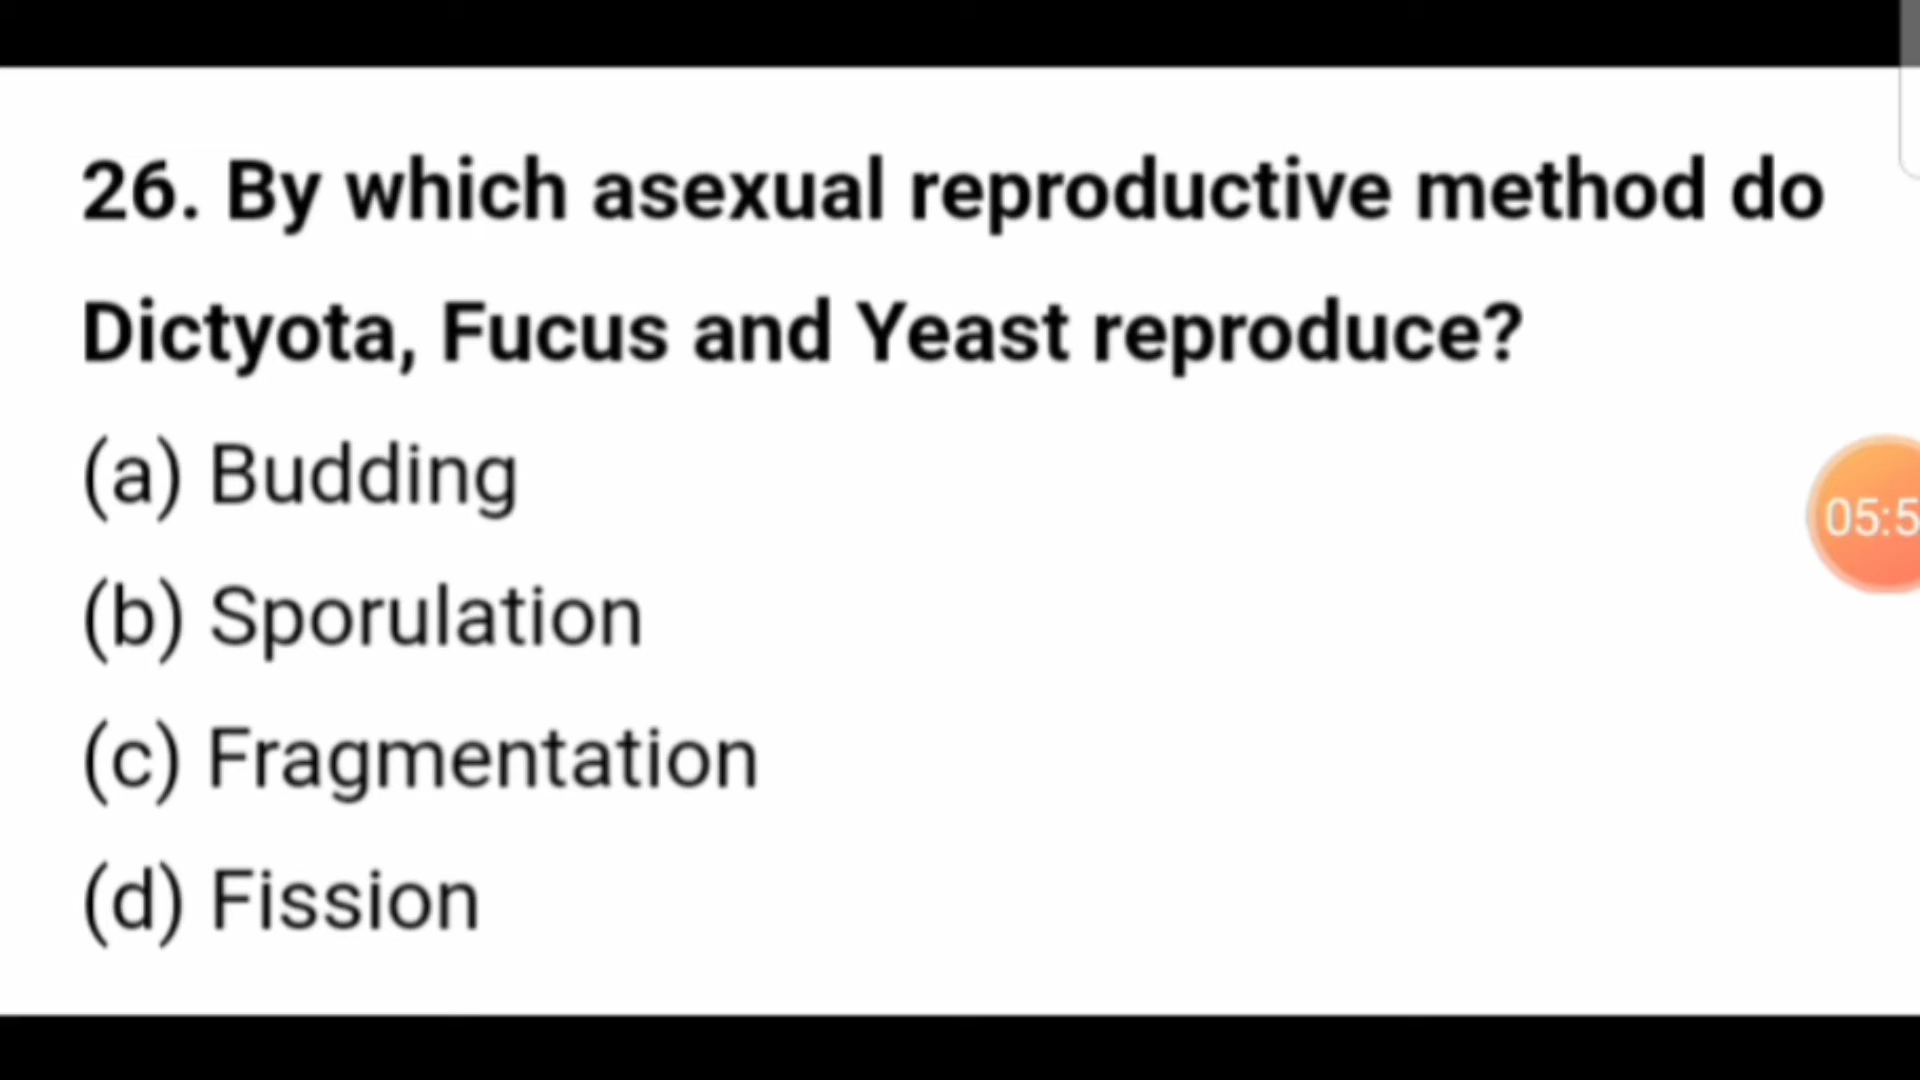 26. By which asexual reproductive method do
Dictyota, Fucus and Yeast reproduce?
(a) Budding
(b) Sporulation
(c) Fragmentation
(d) Fission
05:5